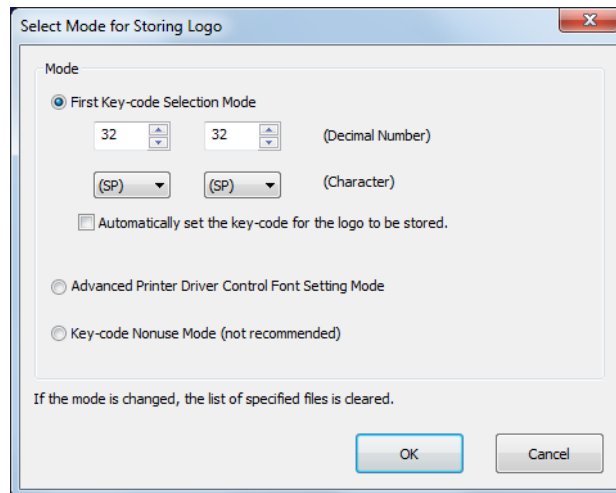 Select Mode for Storing Logo
Mode
First Key-code Selection Mode
32 32 (Decimal Number)
(SP) (SP) (Character)
Automatically set the key-code for the logo to be stored.
Advanced Printer Driver Control Font Setting Mode
Key-code Nonuse Mode (not recommended)
If the mode is changed, the list of specified files is cleared.
OK Cancel